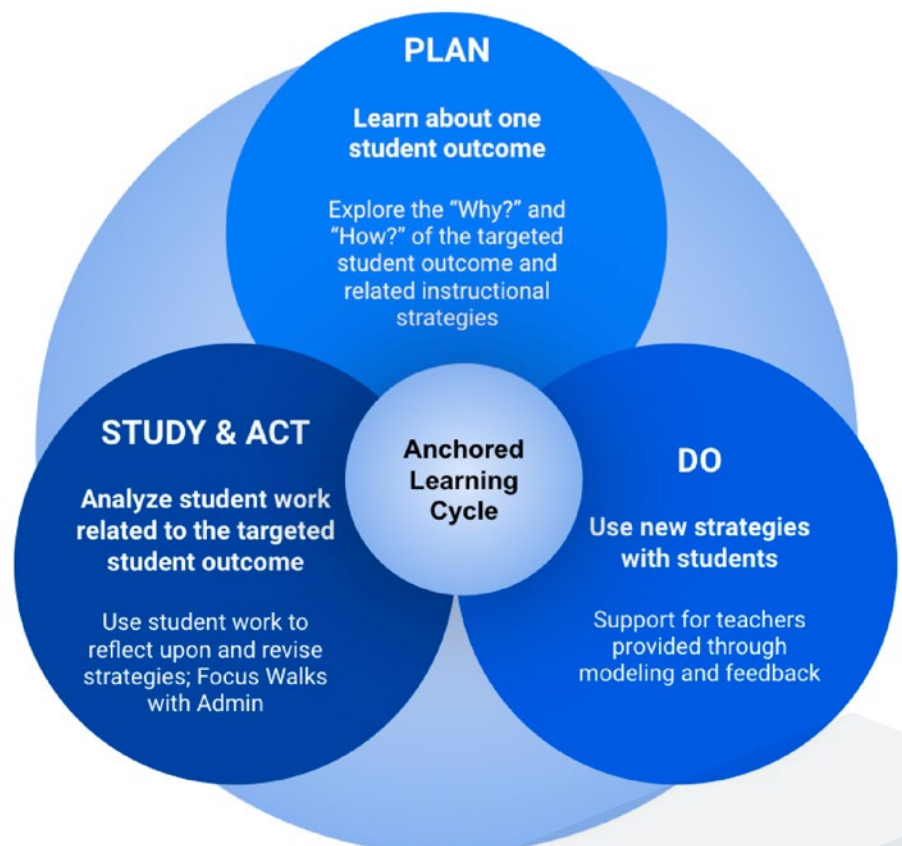 PLAN
Learn about one
student outcome
Explore the “Why?” and
“How?” of the targeted
student outcome and
related instructional
strategies
STUDY & ACT
Analyze student work
related to the targeted
student outcome
Use student work to
reflect upon and revise
strategies; Focus Walks
with Admin
Anchored
Learning
Cycle
DO
Use new strategies
with students
Support for teachers
provided through
modeling and feedback